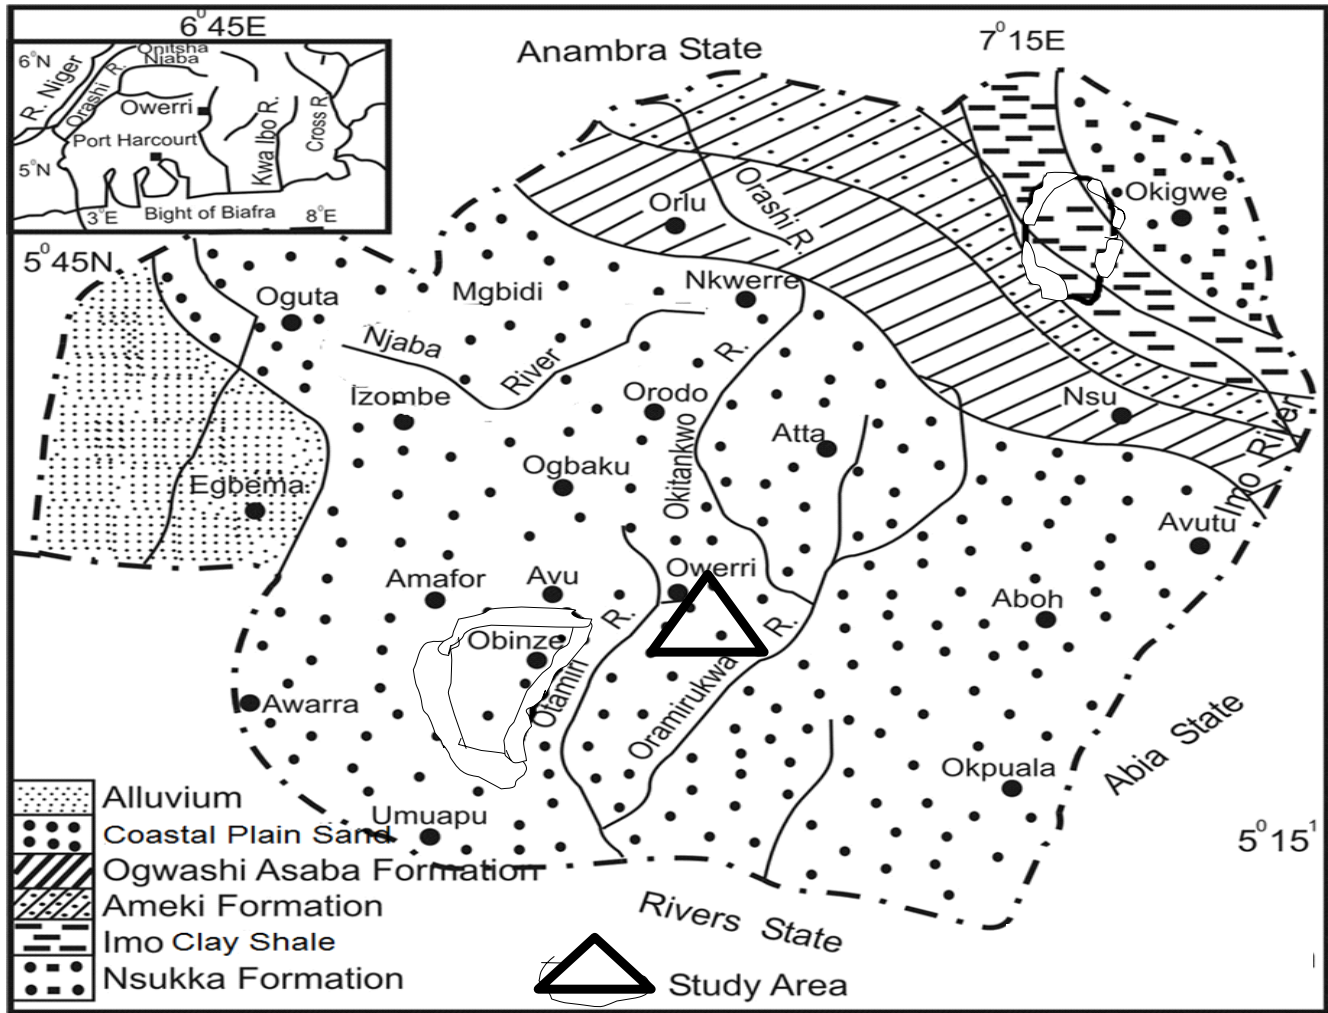 6°45E
7°15E
Anambra State
6°N
Onitsha
Njaba
R. Niger
Orashi R.
Owerri
Port Harcourt
Kwa Ibo R.
Cross R.
5°N
3°E
Bight of Biafra
8°E
5°45N
Orlu
Orashi R.
Okigwe
Oguta
Mgbidi
Nkwerre
Njaba
River
R.
Izombe
Orodo
Okitankwo
Atta
Nsu
Imo River
Ogbaku
Egbema
Avutu
Amafor
Avu
Owerri
Aboh
R.
R.
Obinze
Otamiri
Oramirukwa
Awarra
Abia State
Okpuala
Umuapu
5°15'
Rivers State
Alluvium
Coastal Plain Sand
Ogwashi Asaba Formation
Ameki Formation
Imo Clay Shale
Nsukka Formation
Study Area